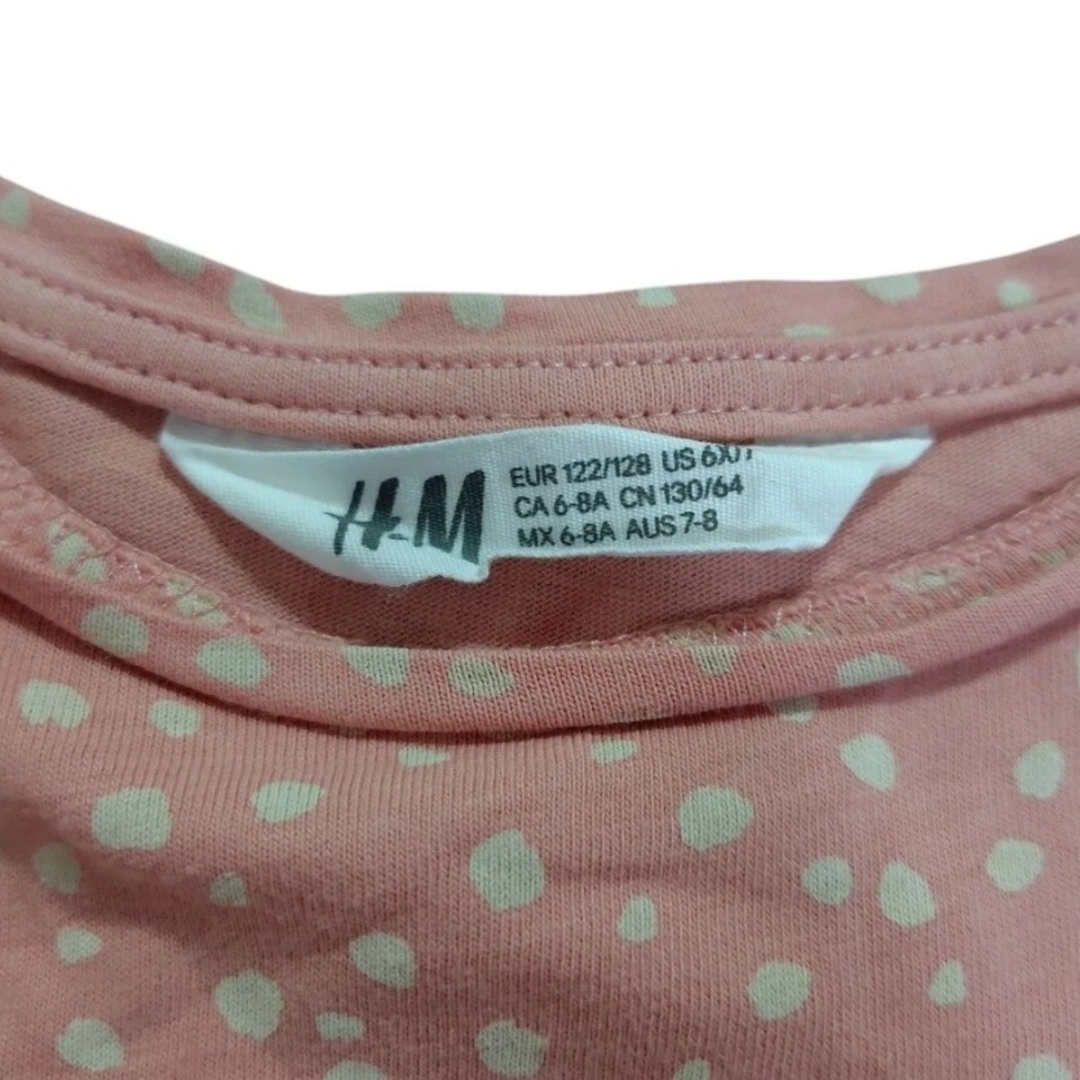 H&M
EUR 122/128 US 6X/7
CA 6-8A CN 130/64
MX 6-8A AUS 7-8